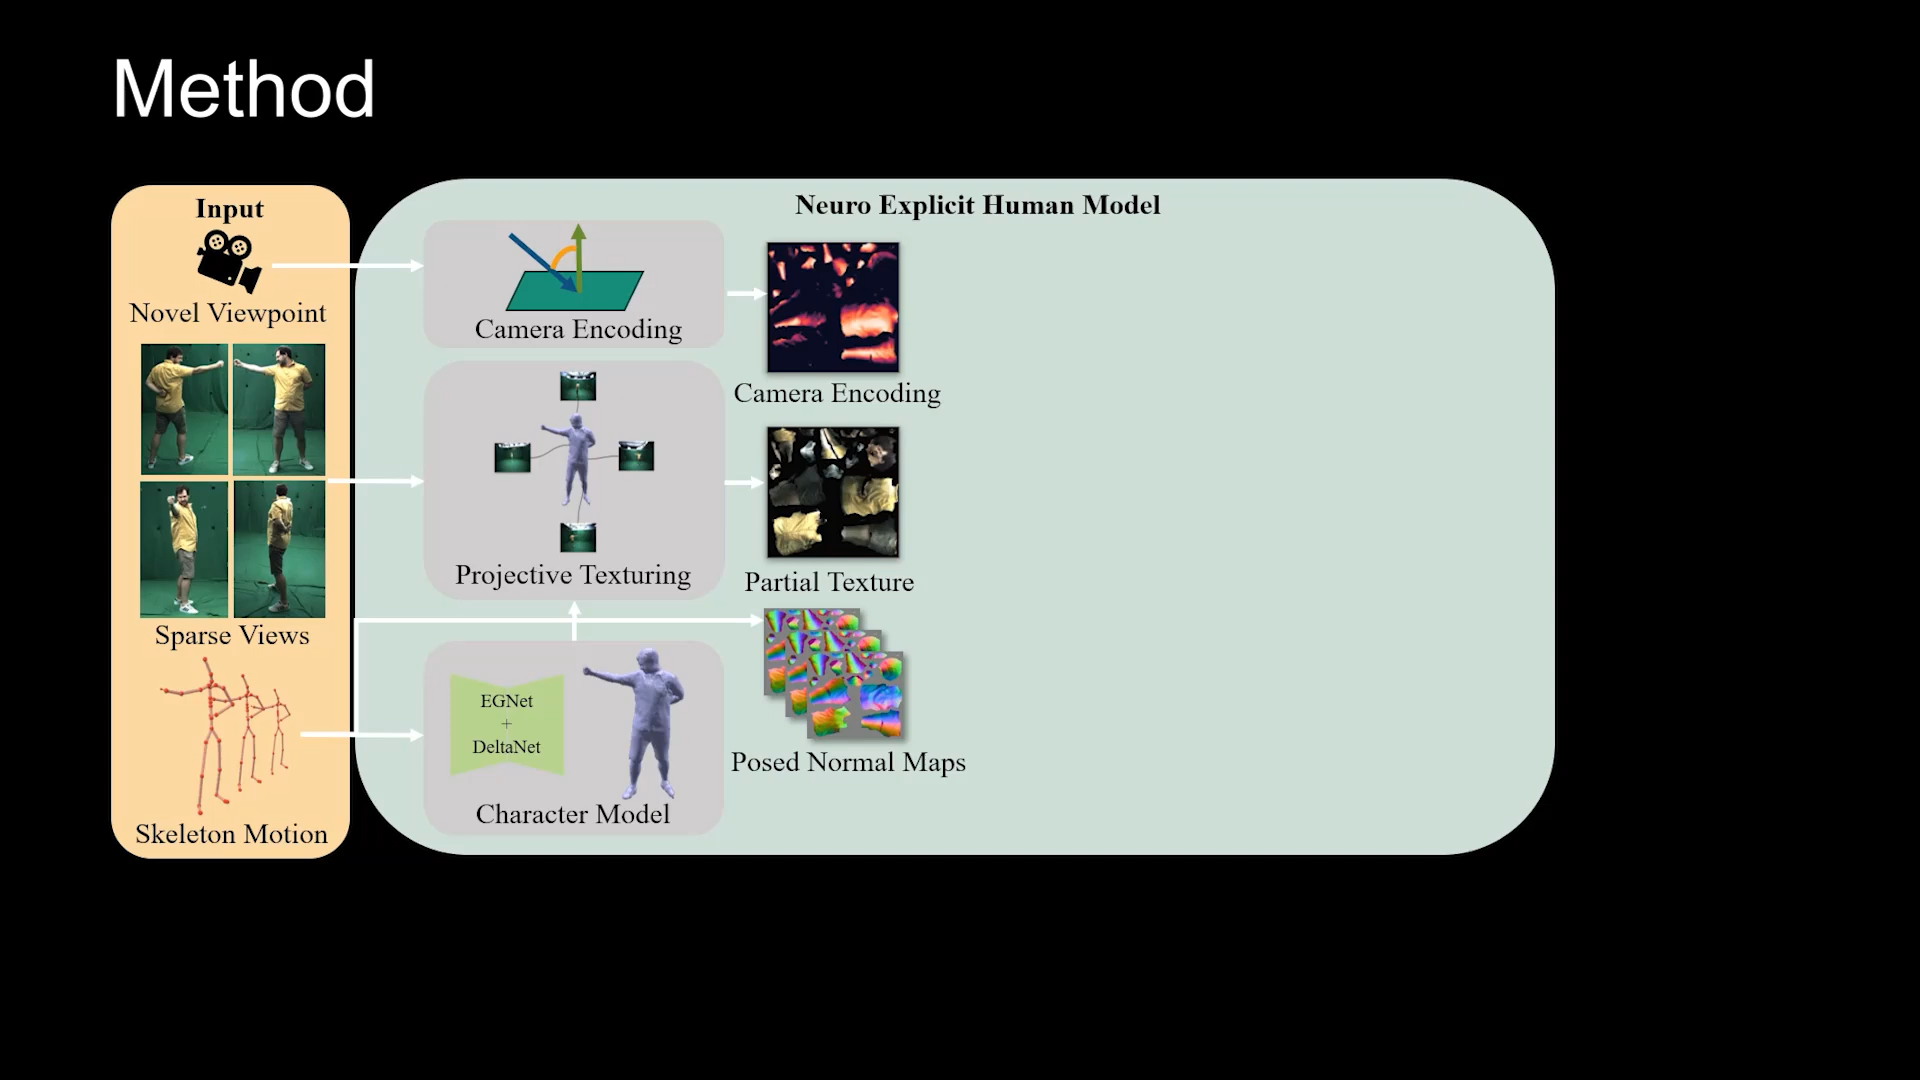 Method
Input
Novel Viewpoint
Sparse Views
Skeleton Motion
Neuro Explicit Human Model
Camera Encoding
Projective Texturing
EGNet
+
DeltaNet
Character Model
Camera Encoding
Partial Texture
Posed Normal Maps